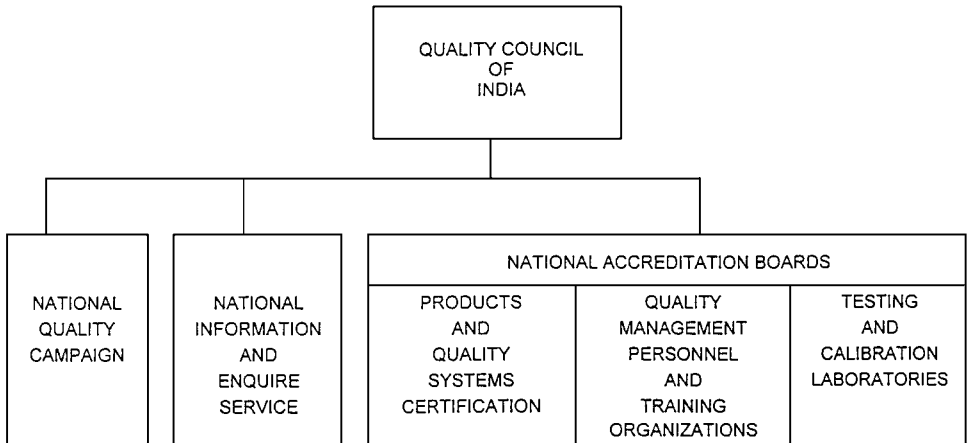 QUALITY COUNCIL
OF
INDIA
NATIONAL
QUALITY
CAMPAIGN
NATIONAL
INFORMATION
AND
ENQUIRE
SERVICE
NATIONAL ACCREDITATION BOARDS
PRODUCTS
AND
QUALITY
SYSTEMS
CERTIFICATION
QUALITY
MANAGEMENT
PERSONNEL
AND
TRAINING
ORGANIZATIONS
TESTING
AND
CALIBRATION
LABORATORIES